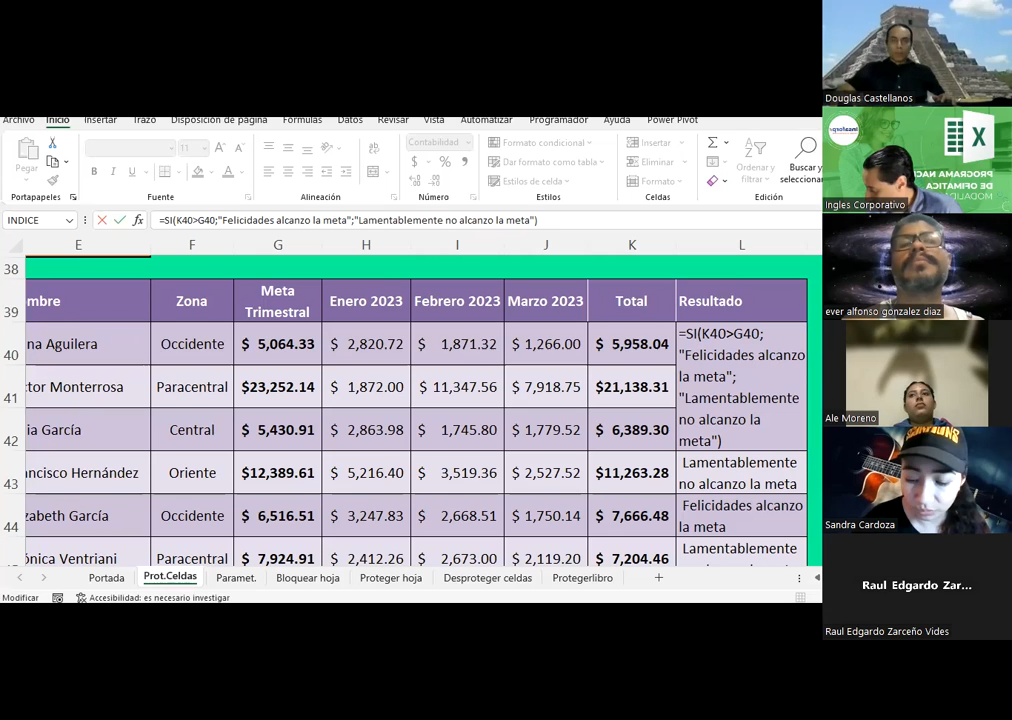 Archivo Inicio Insertar Trazo Disposición de página Fórmulas Datos Revisar Vista Automatizar Programador Ayuda Power Pivot
Pegar
Portapapeles
11
Fuente
Alineación
Contabilidad
Número
Formato condicional
Dar formato como tabla
Estilos de celda
Estilos
Insertar
Eliminar
Formato
Celdas
Ordenar y filtrar
Buscar y seleccionar
Edición
INDICE
=SI(K40>G40;"Felicidades alcanzo la meta";"Lamentablemente no alcanzo la meta")
E F G H I J K L
38
39 mbre Zona Meta Trimestral Enero 2023 Febrero 2023 Marzo 2023 Total Resultado
40 na Aguilera Occidente $ 5,064.33 $ 2,820.72 $ 1,871.32 $ 1,266.00 $ 5,958.04 =SI(K40>G40;
"Felicidades alcanzo
la meta";
"Lamentablemente
no alcanzo la
meta")
41 tor Monterrosa Paracentral $23,252.14 $ 1,872.00 $ 11,347.56 $ 7,918.75 $21,138.31
42 ia García Central $ 5,430.91 $ 2,863.98 $ 1,745.80 $ 1,779.52 $ 6,389.30
43 ncisco Hernández Oriente $12,389.61 $ 5,216.40 $ 3,519.36 $ 2,527.52 $11,263.28 Lamentablemente
no alcanzo la meta
44 zabeth García Occidente $ 6,516.51 $ 3,247.83 $ 2,668.51 $ 1,750.14 $ 7,666.48 Felicidades alcanzo
la meta
ónica Ventriani Paracentral $ 7,924.91 $ 2,412.26 $ 2,673.00 $ 2,119.20 $ 7,204.46 Lamentablemente
Portada Prot.Celdas Paramet. Bloquear hoja Proteger hoja Desproteger celdas Protegerlibro
Modificar Accesibilidad: es necesario investigar
Douglas Castellanos
PROGRAMA NAC
DE OFIMATICA
MODALID
Ingles Corporativo
ever alfonso gonzalez diaz
Ale Moreno
Sandra Cardoza
Raul Edgardo Zar...
Raul Edgardo Zarceño Vides